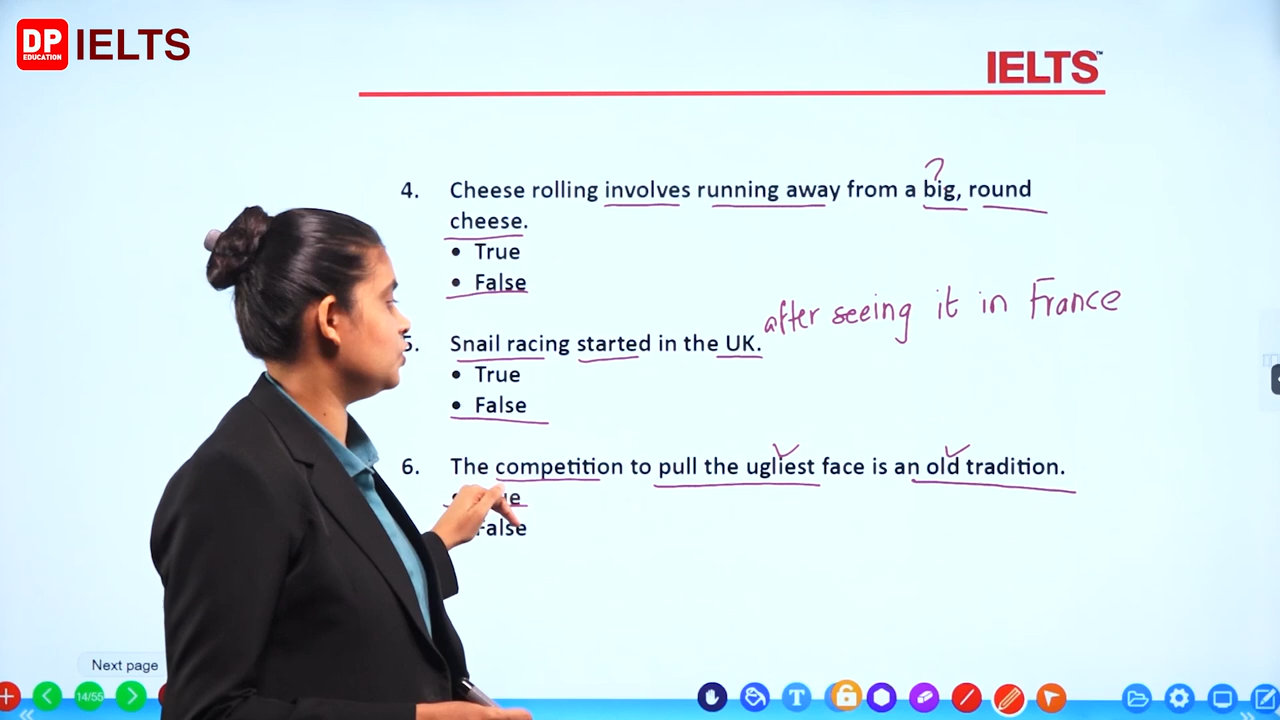 DP
EDUCATION
IELTS
IELTS™
?
4. Cheese rolling involves running away from a big, round
cheese.
• True
• False
after seeing it in France
5. Snail racing started in the UK.
• True
• False
6. The competition to pull the ugliest face is an old tradition.
False
Next page
14/55
T